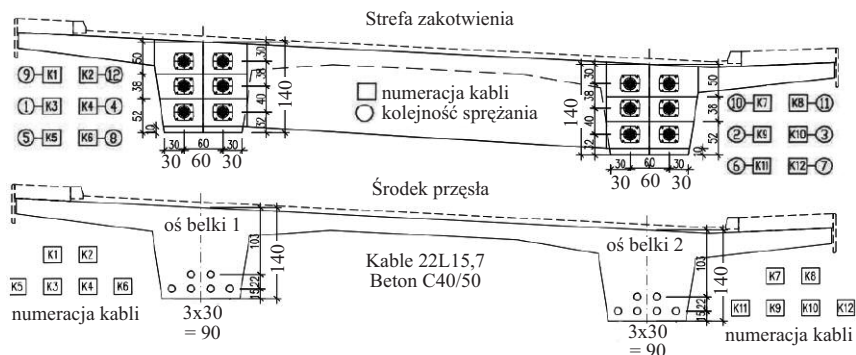 Strefa zakotwienia
50 38 52 10
30 38 40 32 140
9 K1 K2 12
1 K3 K4 4
5 K5 K6 8
30 60 30
30 60 30
numeracja kabli
kolejność sprężania
140 30 38 40 32
50 38 52 10
10 K7 K8 11
2 K9 K10 3
6 K11 K12 7
30 60 30
30 60 30
Środek przęsła
oś belki 1
103 22 15 140
K1 K2
K5 K3 K4 K6
numeracja kabli
3x30
= 90
Kable 22L15,7
Beton C40/50
oś belki 2
103 22 15 140
K7 K8
K11 K9 K10 K12
numeracja kabli
3x30
= 90